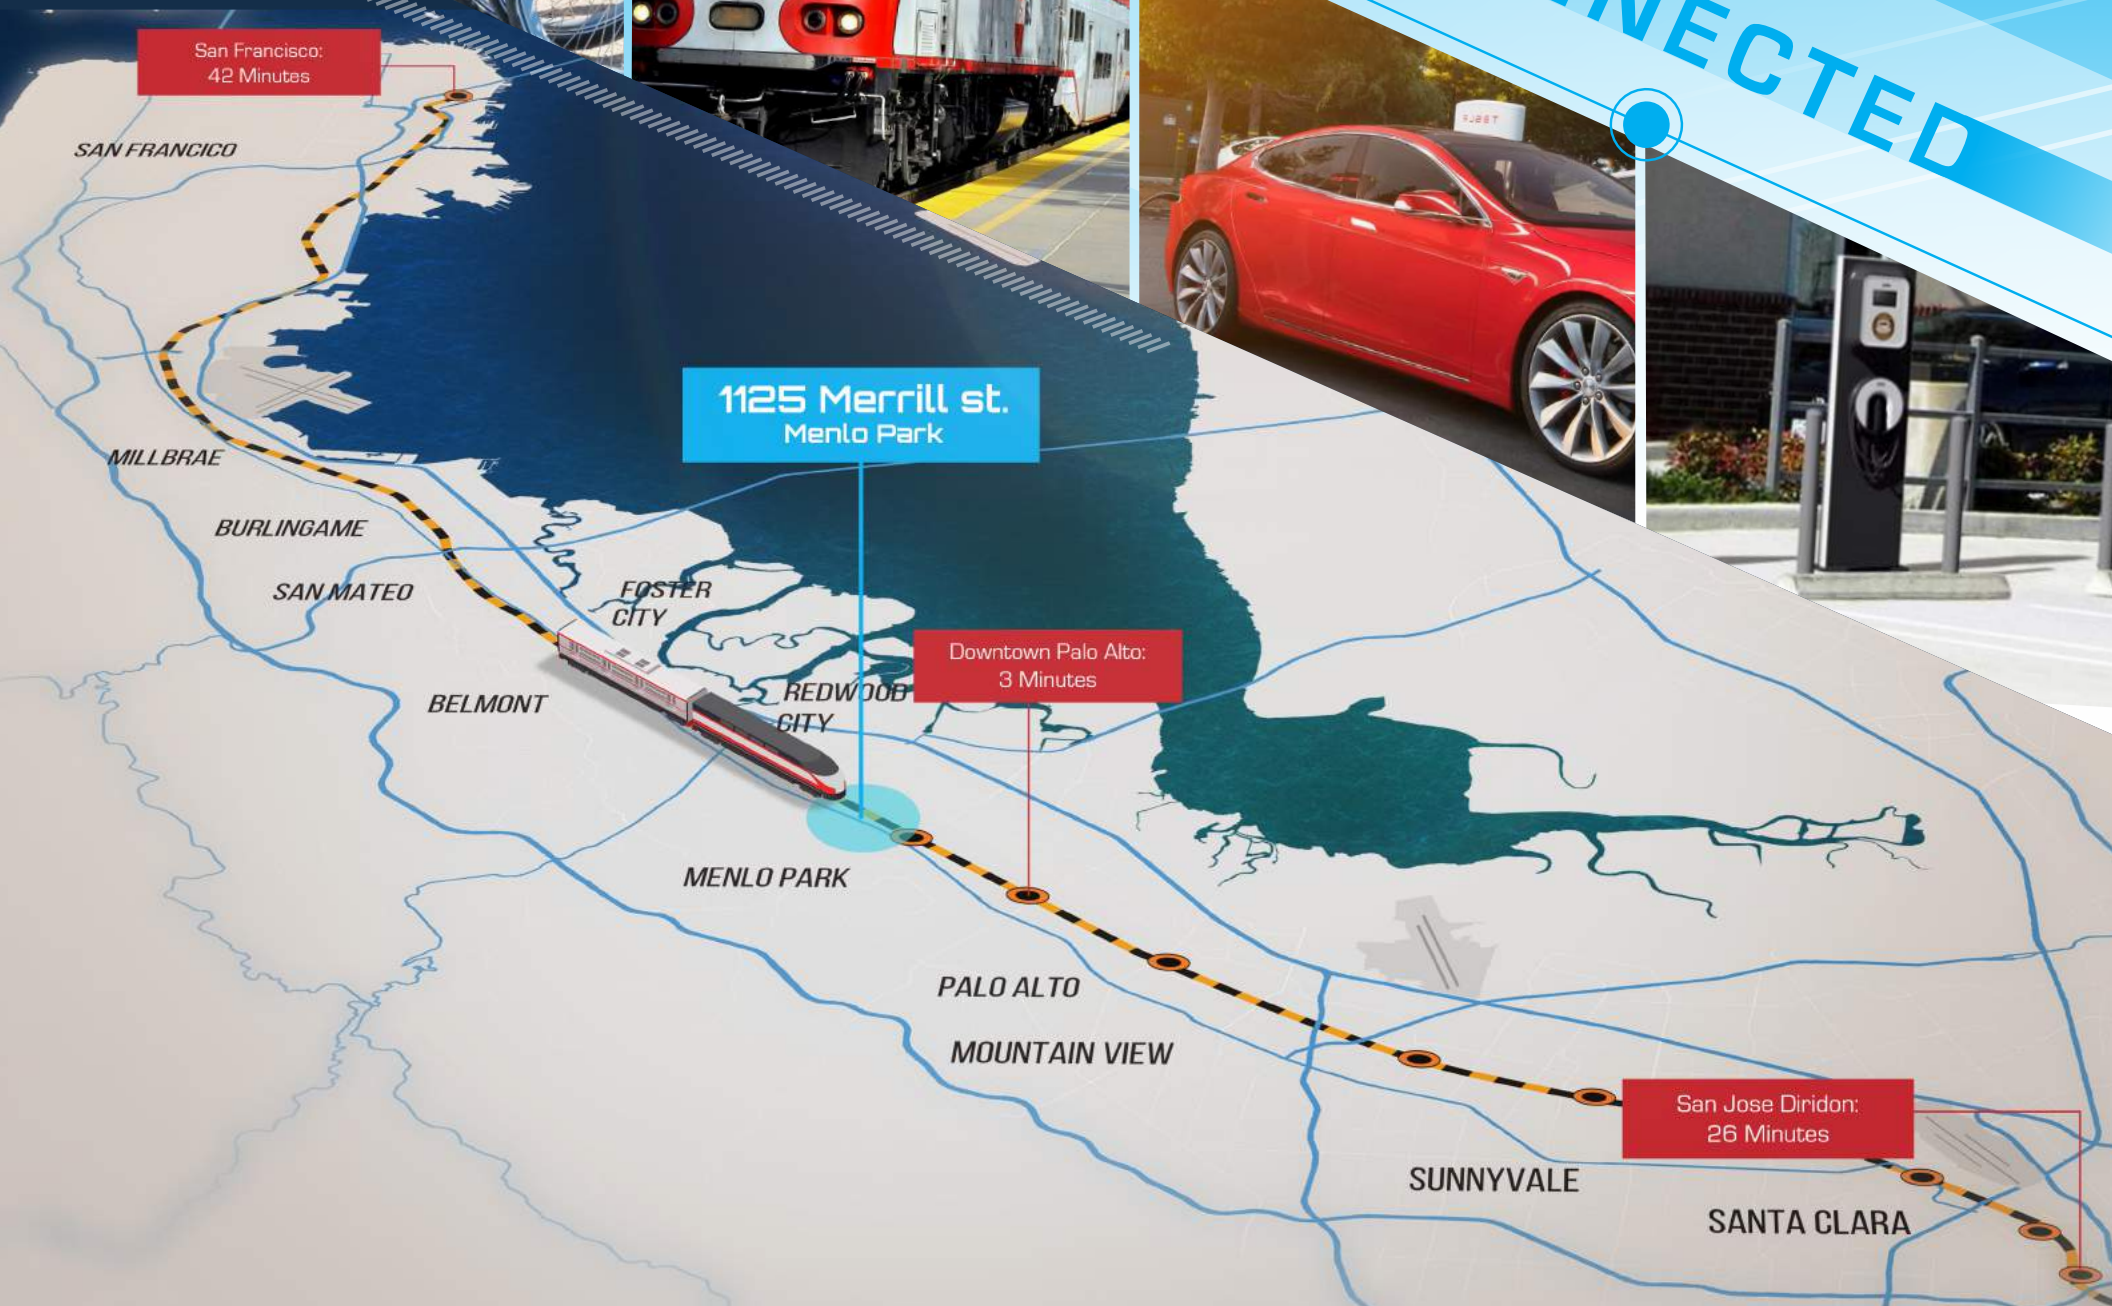 NNECTED
San Francisco:
42 Minutes
SAN FRANCICO
1125 Merrill st.
Menlo Park
MILLBRAE
BURLINGAME
SAN MATEO
FOSTER
CITY
Downtown Palo Alto:
3 Minutes
BELMONT
REDWOOD
CITY
MENLO PARK
PALO ALTO
MOUNTAIN VIEW
San Jose Diridon:
26 Minutes
SUNNYVALE
SANTA CLARA